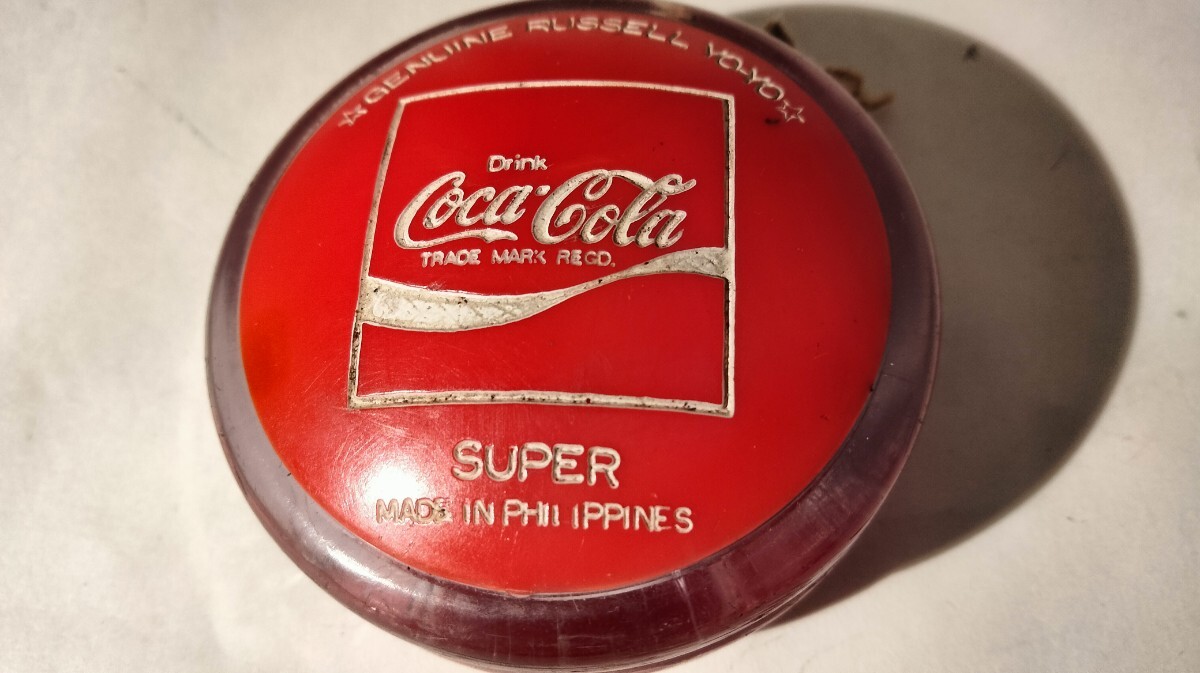 ☆GENUINE RUSSELL YO-YO☆
Drink
Coca-Cola
TRADE MARK REGD.
SUPER
MADE IN PHILIPPINES